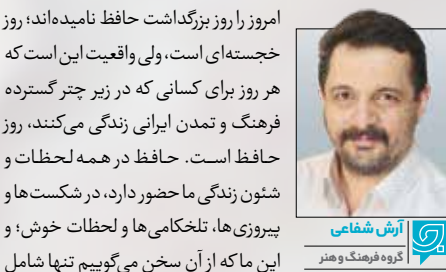 امروز را روز بزرگداشت حافظ نامیده‌اند؛ روز
خجسته‌ای است، ولی واقعیت این است که
هر روز برای کسانی که در زیر چتر گسترده
فرهنگ و تمدن ایرانی زندگی می‌کنند، روز
حافظ است. حافظ در همه لحظات و
شئون زندگی ما حضور دارد، در شکست‌ها و
پیروزی‌ها، تلخکامی‌ها و لحظات خوش؛ و
این ما که از آن سخن می‌گوییم تنها شامل
آرش شفاعی
گروه فرهنگ و هنر